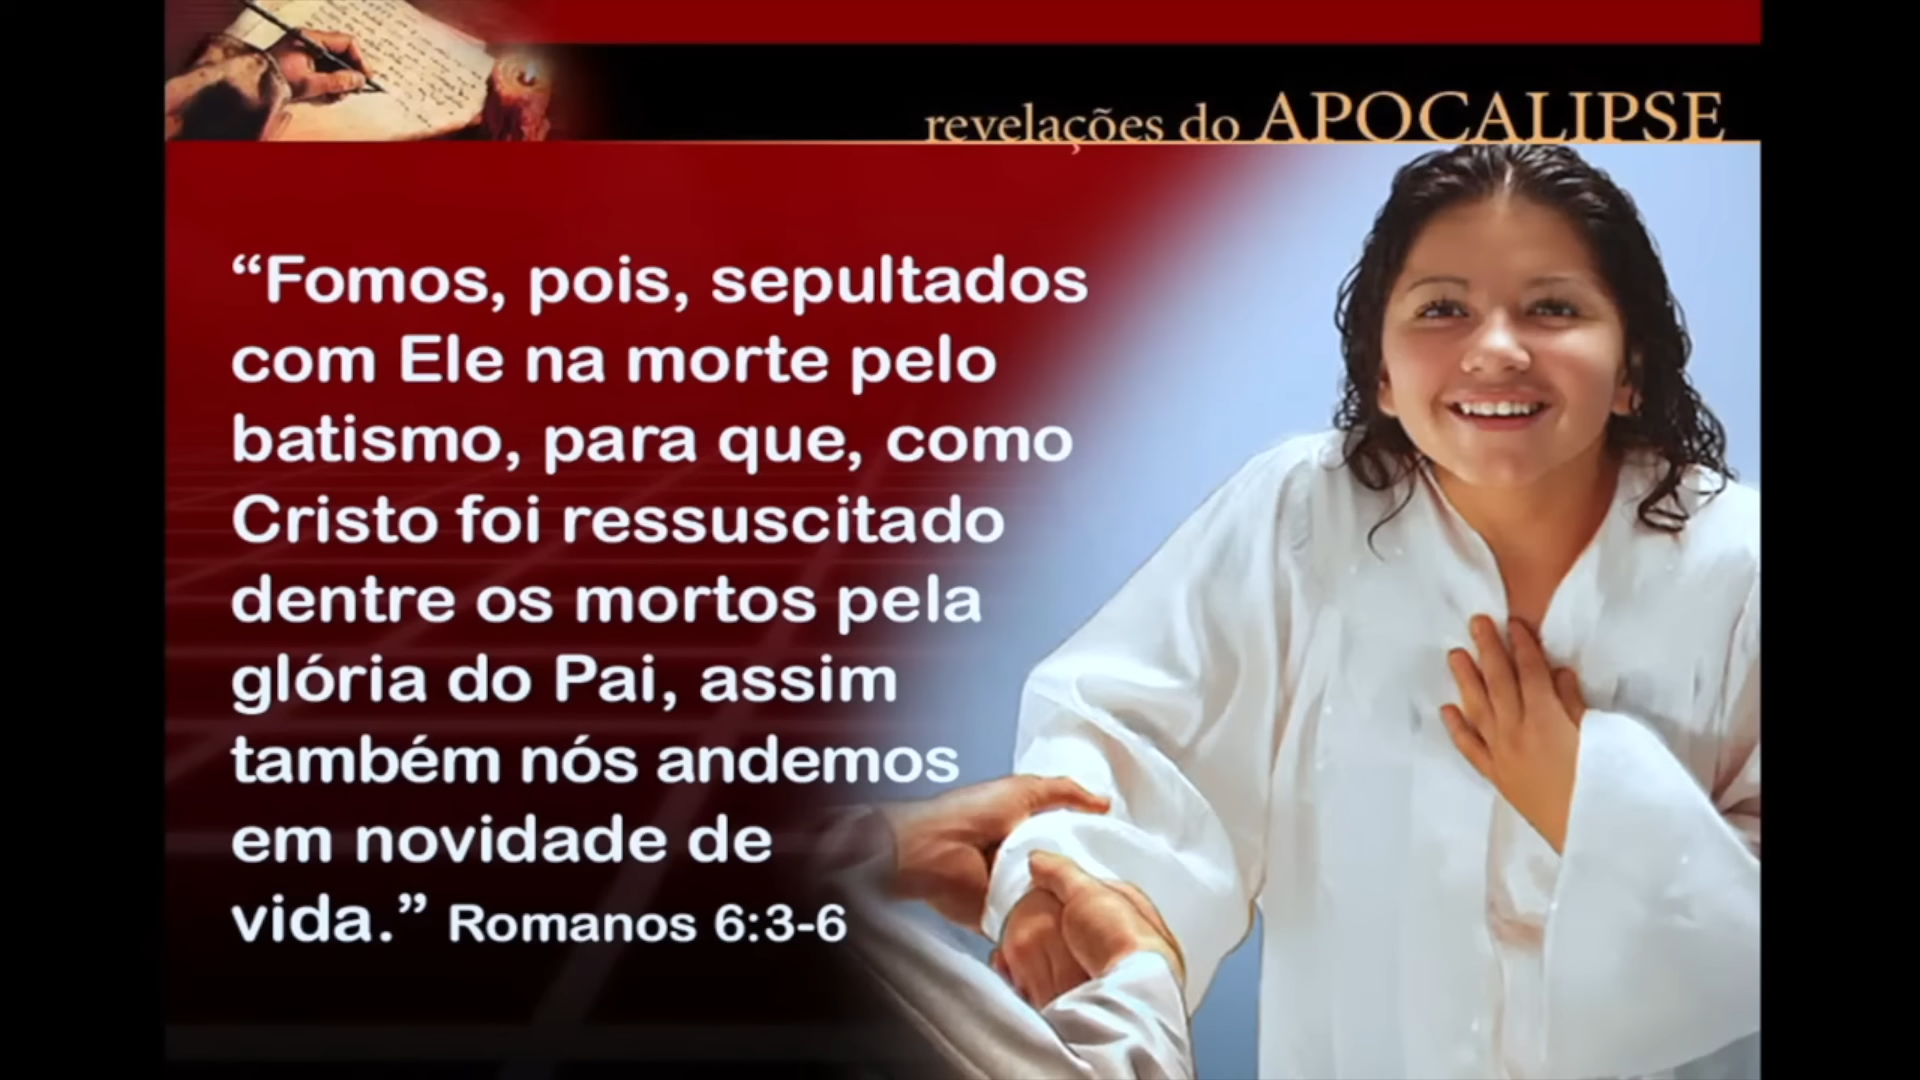 revelações do APOCALIPSE
“Fomos, pois, sepultados
com Ele na morte pelo
batismo, para que, como
Cristo foi ressuscitado
dentre os mortos pela
glória do Pai, assim
também nós andemos
em novidade de
vida.” Romanos 6:3-6